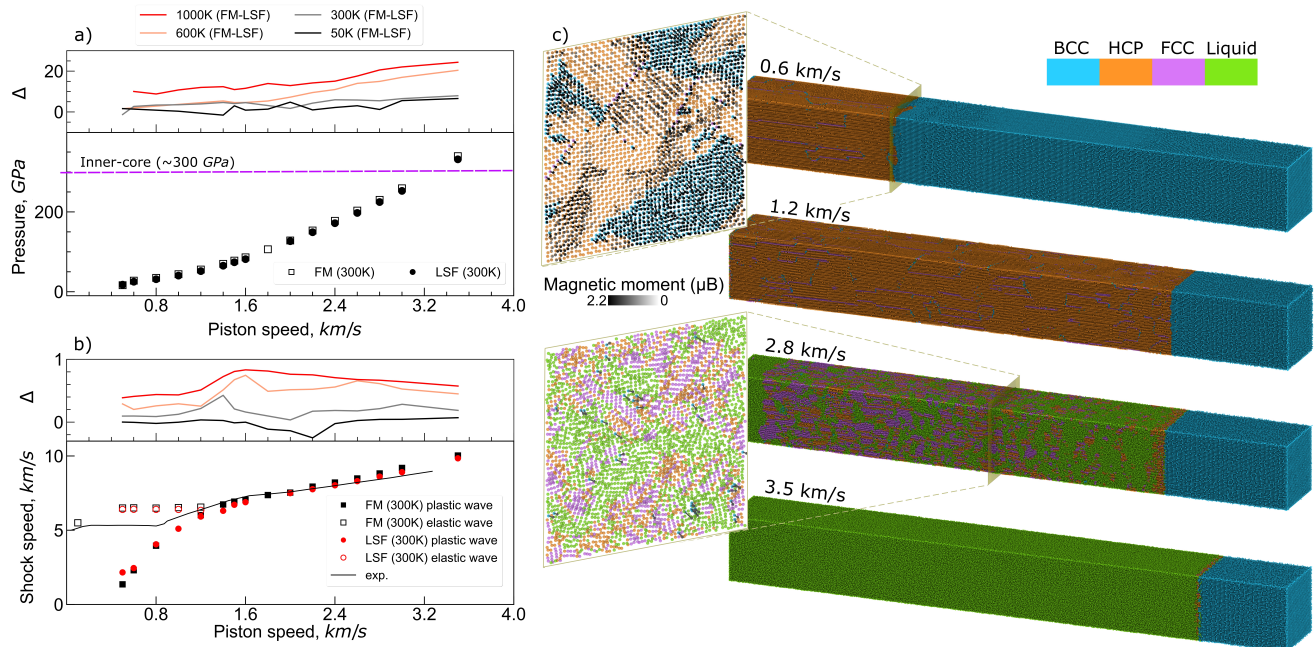 1000K (FM-LSF)
600K (FM-LSF)
300K (FM-LSF)
50K (FM-LSF)
a)
20
0
Δ
Inner-core (~300 GPa)
Pressure, GPa
200
0
FM (300K)
LSF (300K)
0.8
1.6
2.4
3.2
4.0
Piston speed, km/s
b)
1
0
Δ
10
5
0
Shock speed, km/s
FM (300K) plastic wave
FM (300K) elastic wave
LSF (300K) plastic wave
LSF (300K) elastic wave
exp.
0.8
1.6
2.4
3.2
4.0
Piston speed, km/s
c)
BCC
HCP
FCC
Liquid
0.6 km/s
1.2 km/s
Magnetic moment (μB)
2.2
0
2.8 km/s
3.5 km/s